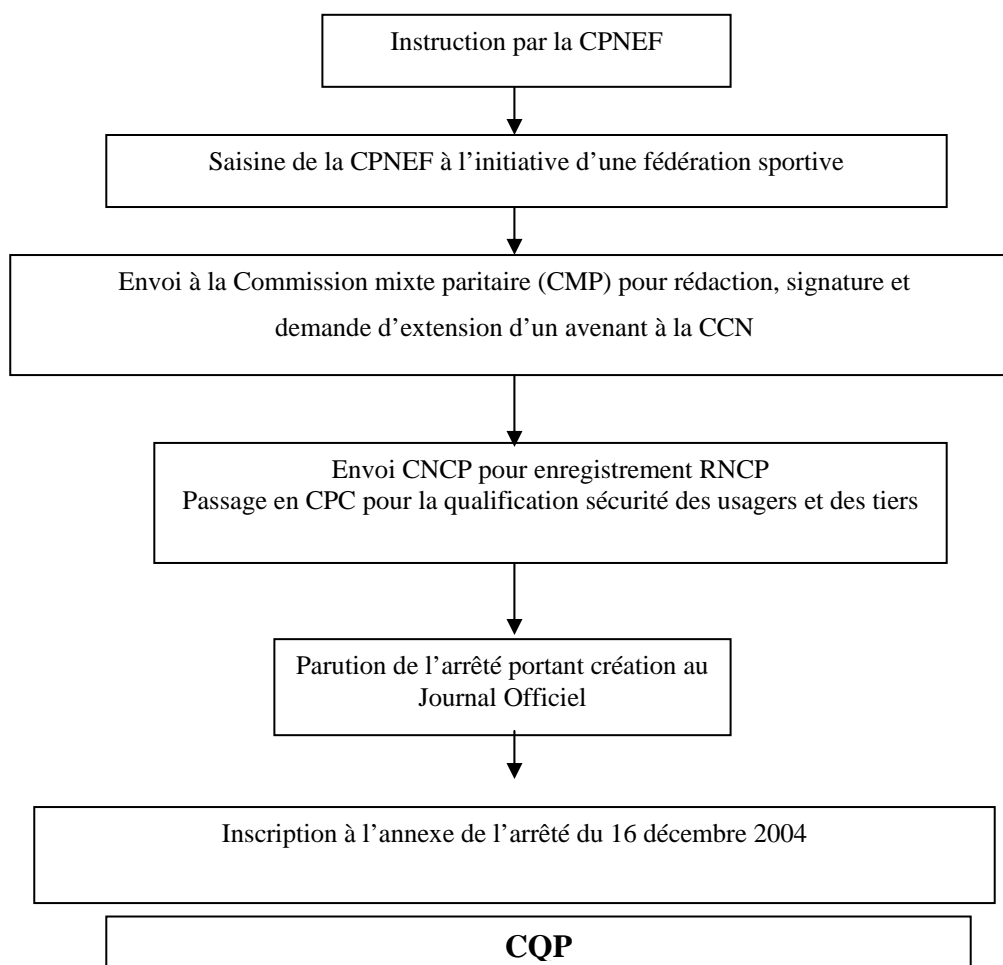 Instruction par la CPNEF
Saisine de la CPNEF à l’initiative d’une fédération sportive
Envoi à la Commission mixte paritaire (CMP) pour rédaction, signature et
demande d’extension d’un avenant à la CCN
Envoi CNCP pour enregistrement RNCP
Passage en CPC pour la qualification sécurité des usagers et des tiers
Parution de l’arrêté portant création au
Journal Officiel
Inscription à l’annexe de l’arrêté du 16 décembre 2004
CQP